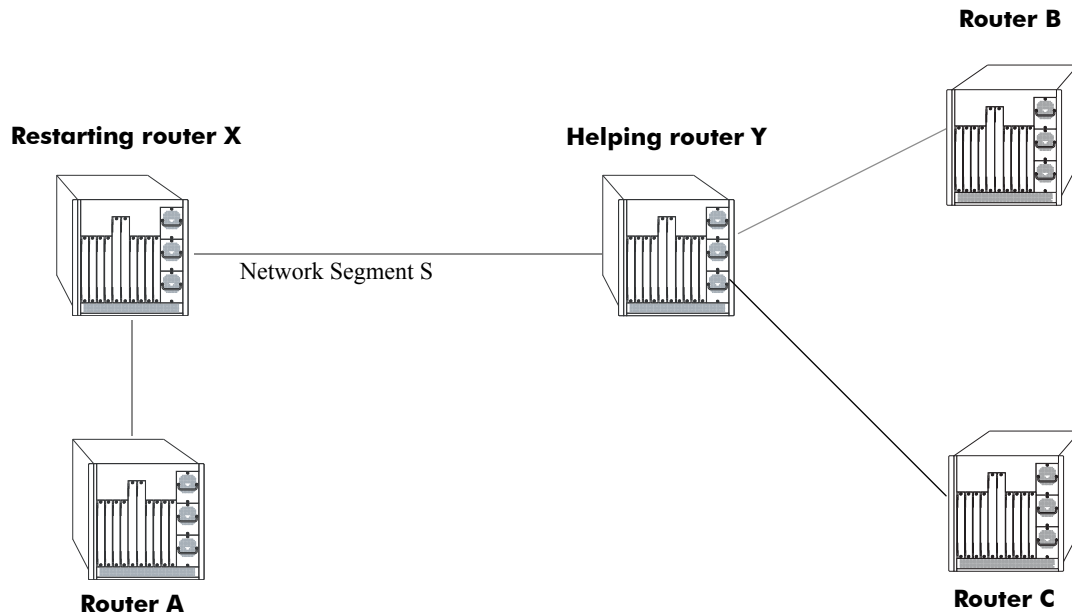 Router B
Restarting router X
Helping router Y
Network Segment S
Router A
Router C